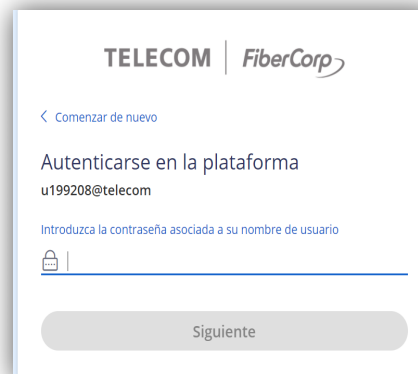 TELECOM FiberCorp
Comenzar de nuevo
Autenticarse en la plataforma
u199208@telecom
Introduzca la contraseña asociada a su nombre de usuario
Siguiente